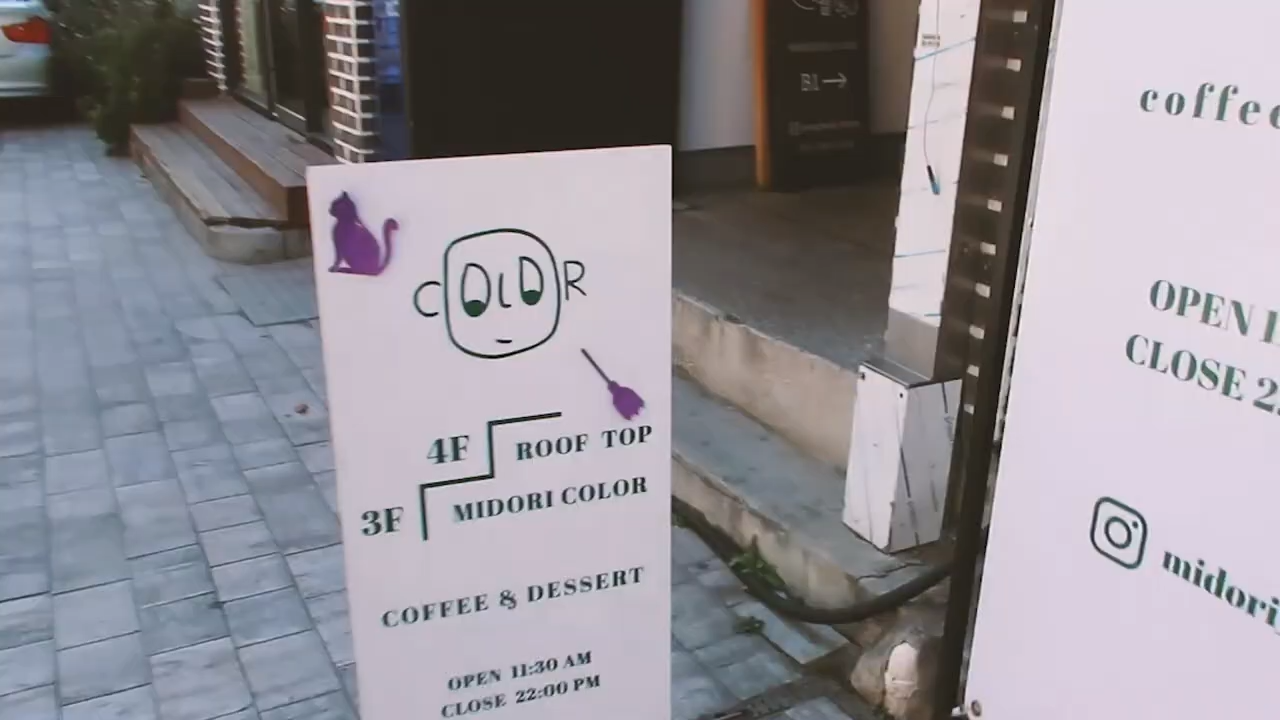 COLOR
4F ROOF TOP
3F MIDORI COLOR
COFFEE & DESSERT
OPEN 11:30 AM
CLOSE 22:00 PM
B1→
coffee
OPEN
CLOSE
midori